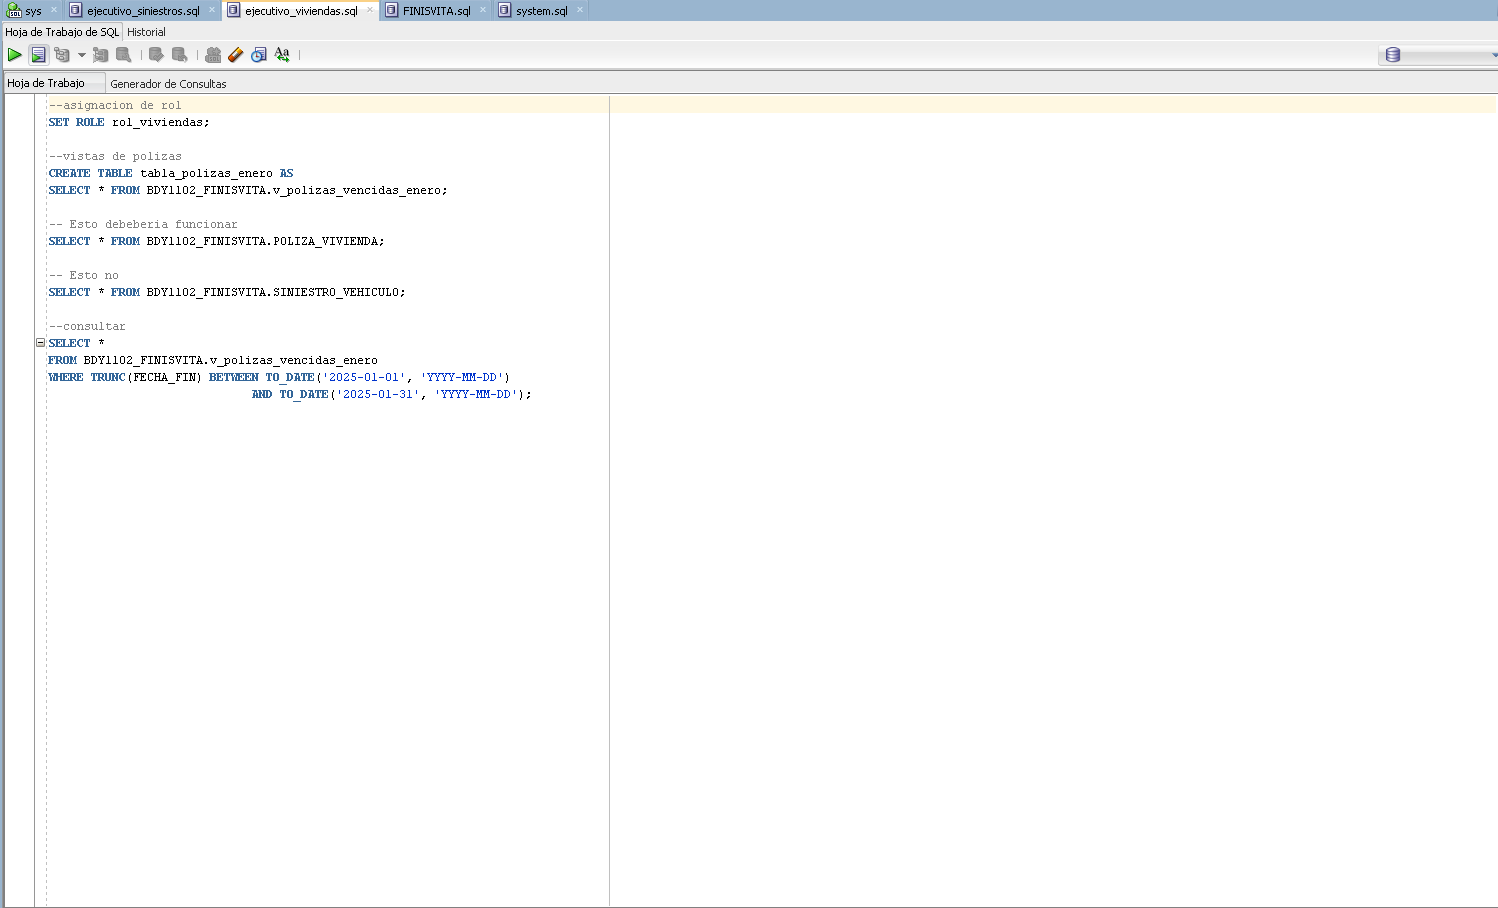 sys
ejecutivo_siniestros.sql
ejecutivo_viviendas.sql
FINISVITA.sql
system.sql
Hoja de Trabajo de SQL
Historial
Hoja de Trabajo
Generador de Consultas
--asignacion de rol
SET ROLE rol_viviendas;
--vistas de polizas
CREATE TABLE tabla_polizas_enero AS
SELECT * FROM BDY1102_FINISVITA.v_polizas_vencidas_enero;
-- Esto debeberia funcionar
SELECT * FROM BDY1102_FINISVITA.POLIZA_VIVIENDA;
-- Esto no
SELECT * FROM BDY1102_FINISVITA.SINIESTRO_VEHICULO;
--consultar
SELECT *
FROM BDY1102_FINISVITA.v_polizas_vencidas_enero
WHERE TRUNC(FECHA_FIN) BETWEEN TO_DATE('2025-01-01', 'YYYY-MM-DD')
AND TO_DATE('2025-01-31', 'YYYY-MM-DD');